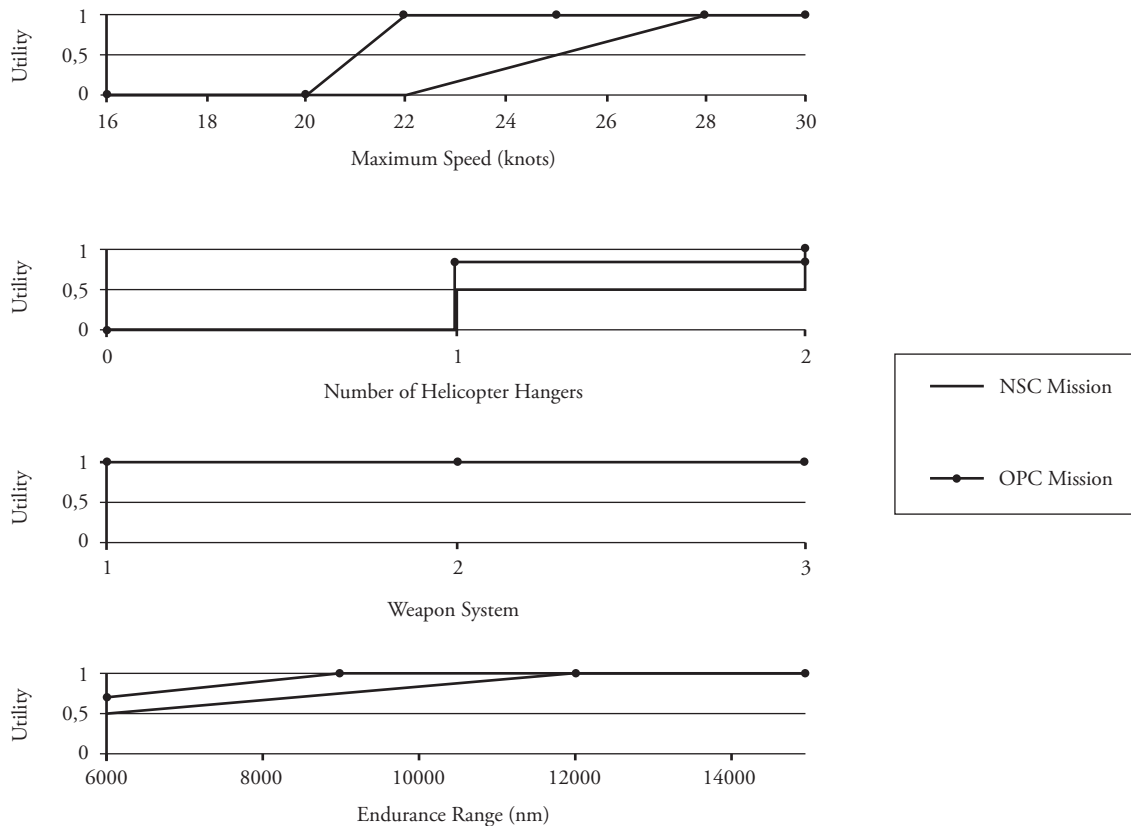 Utility
1
0,5
0
16 18 20 22 24 26 28 30
Maximum Speed (knots)
Utility
1
0,5
0
0 1 2
Number of Helicopter Hangers
Utility
1
0,5
0
1 2 3
Weapon System
Utility
1
0,5
0
6000 8000 10000 12000 14000
Endurance Range (nm)
NSC Mission
OPC Mission